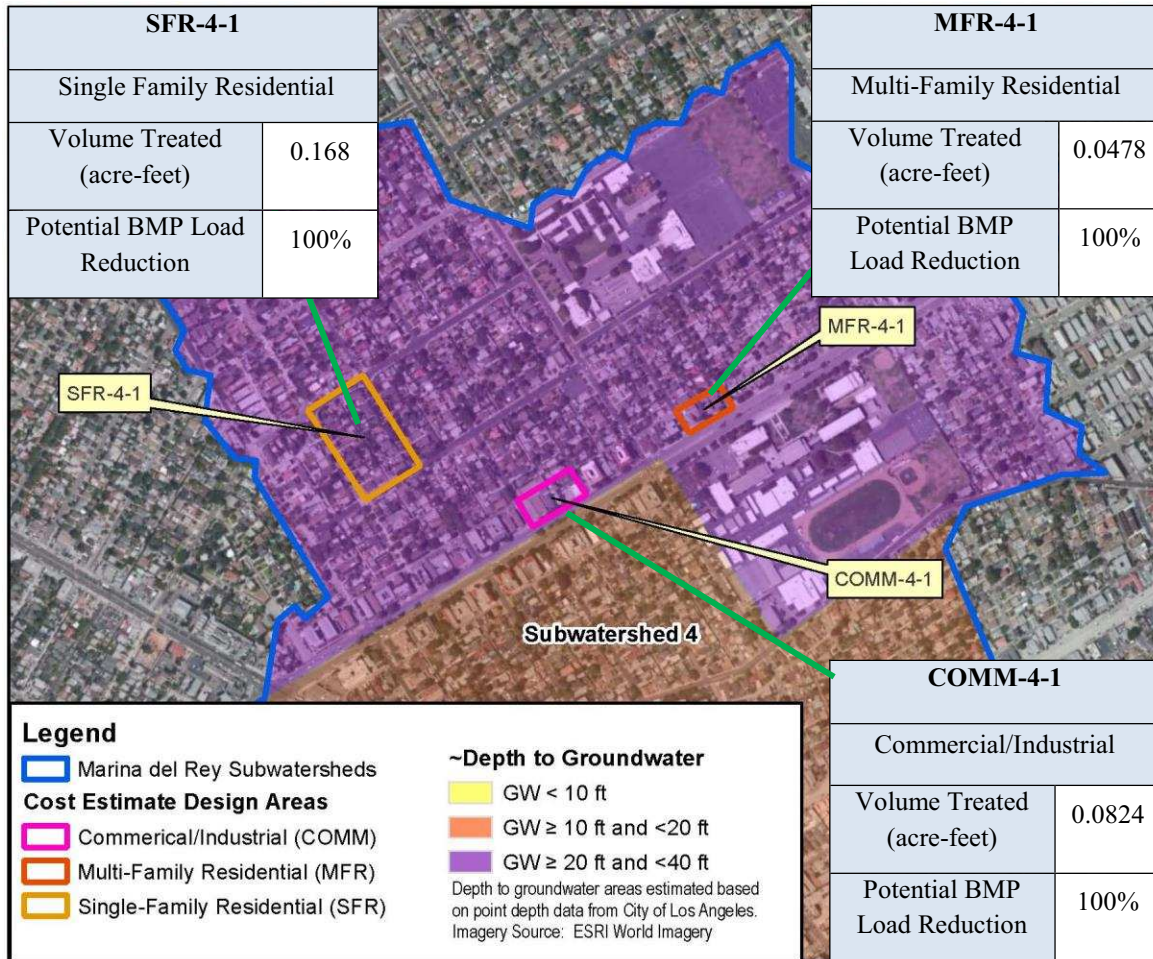 SFR-4-1
Single Family Residential
Volume Treated
(acre-feet)
0.168
Potential BMP Load
Reduction
100%
MFR-4-1
Multi-Family Residential
Volume Treated
(acre-feet)
0.0478
Potential BMP
Load Reduction
100%
MFR-4-1
SFR-4-1
COMM-4-1
Subwatershed 4
COMM-4-1
Commercial/Industrial
Volume Treated
(acre-feet)
0.0824
Potential BMP
Load Reduction
100%
Legend
Marina del Rey Subwatersheds
Cost Estimate Design Areas
Commerical/Industrial (COMM)
Multi-Family Residential (MFR)
Single-Family Residential (SFR)
~Depth to Groundwater
GW < 10 ft
GW ≥ 10 ft and <20 ft
GW ≥ 20 ft and <40 ft
Depth to groundwater areas estimated based
on point depth data from City of Los Angeles.
Imagery Source: ESRI World Imagery